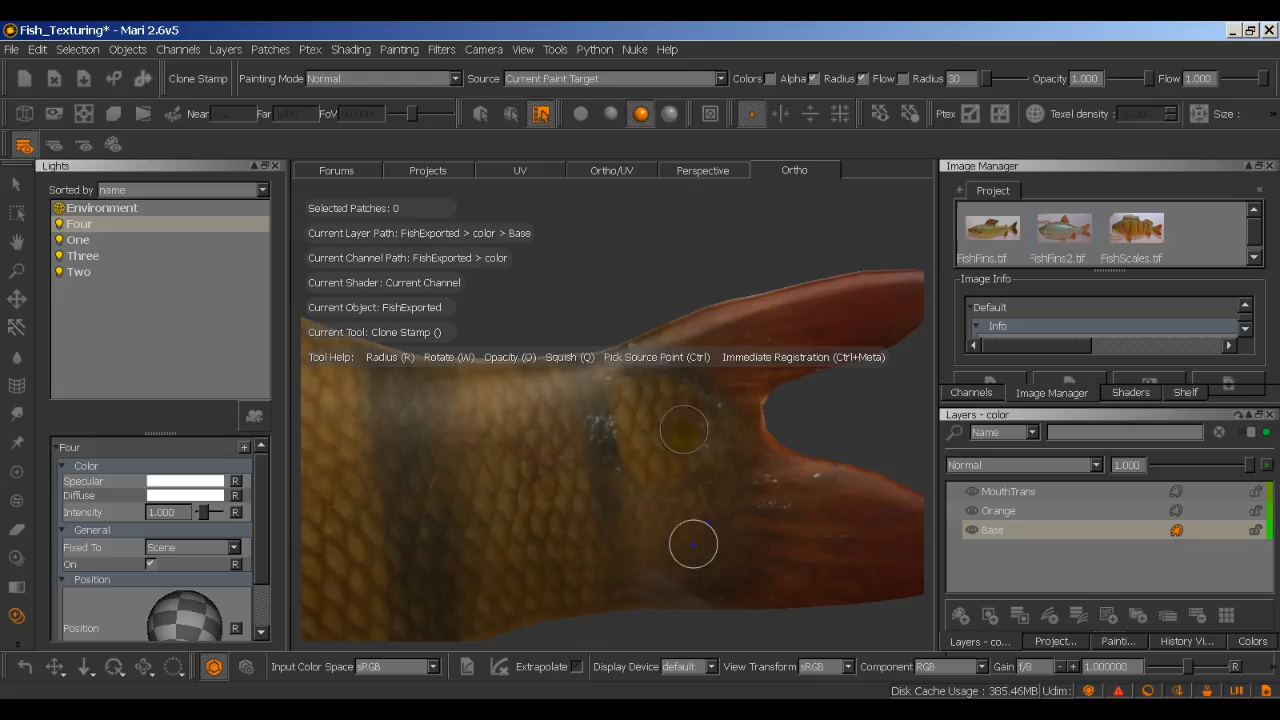 Fish_Texturing* - Mari 2.6v5
File Edit Selection Objects Channels Layers Patches Ptex Shading Painting Filters Camera View Tools Python Nuke Help
Clone Stamp Painting Mode Normal Source Current Paint Target Colors Alpha Radius Flow Radius 30 Opacity 1.000 Flow 1.000
Near Far FoV Ptex Texel density: Size :
Lights
Sorted by name
Environment
Four
One
Three
Two
Four
Color
Specular R
Diffuse R
Intensity 1.000 R
General
Fixed To Scene R
On R
Position
Position R
Forums Projects UV Ortho/UV Perspective Ortho
Selected Patches: 0
Current Layer Path: FishExported > color > Base
Current Channel Path: FishExported > color
Current Shader: Current Channel
Current Object: FishExported
Current Tool: Clone Stamp ()
Tool Help: Radius (R) Rotate (W) Opacity (O) Squish (Q) Pick Source Point (Ctrl) Immediate Registration (Ctrl+Meta)
Image Manager
Project
FishFins.tif FishFins2.tif FishScales.tif
Image Info
Default
Info
Channels Image Manager Shaders Shelf
Layers - color
Name
Normal 1.000
MouthTrans
Orange
Base
Layers - co... Project... Painti... History Vi... Colors
Input Color Space sRGB Extrapolate Display Device default View Transform sRGB Component RGB Gain f/8 - + 1.000000 R
Disk Cache Usage : 385.46MB Udim: